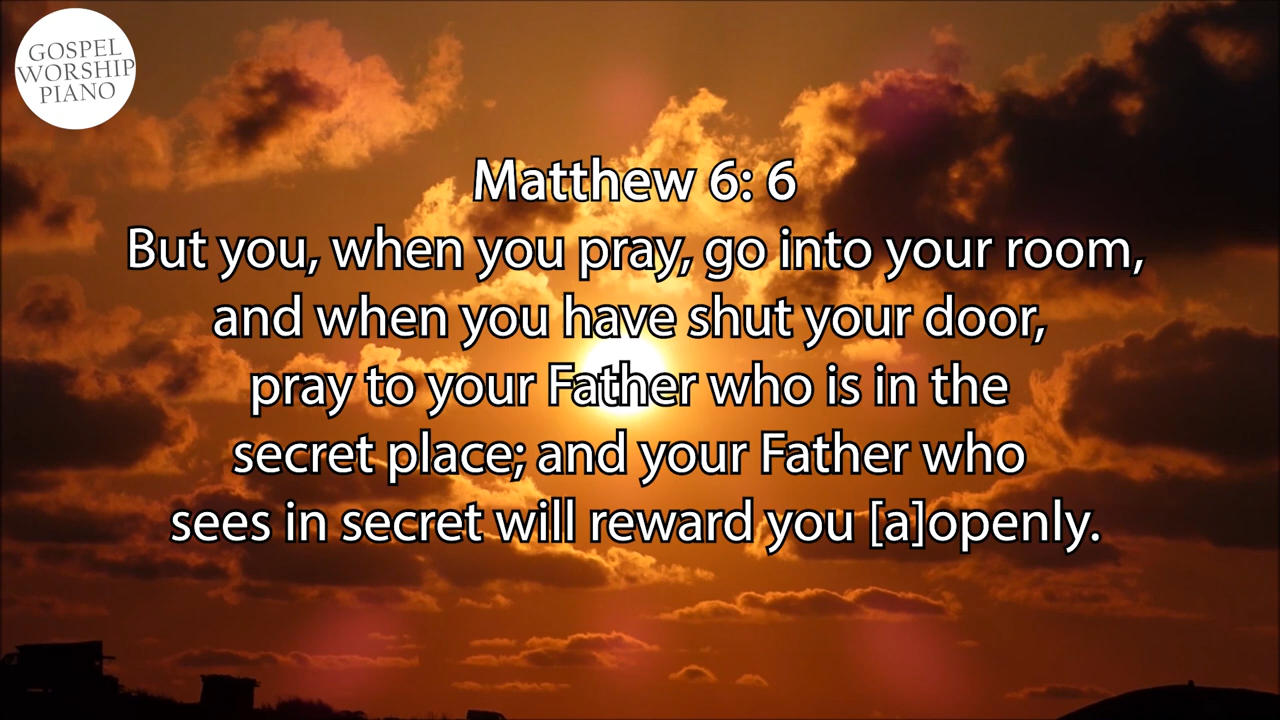 GOSPEL
WORSHIP
PIANO
Matthew 6: 6
But you, when you pray, go into your room,
and when you have shut your door,
pray to your Father who is in the
secret place; and your Father who
sees in secret will reward you [a]openly.